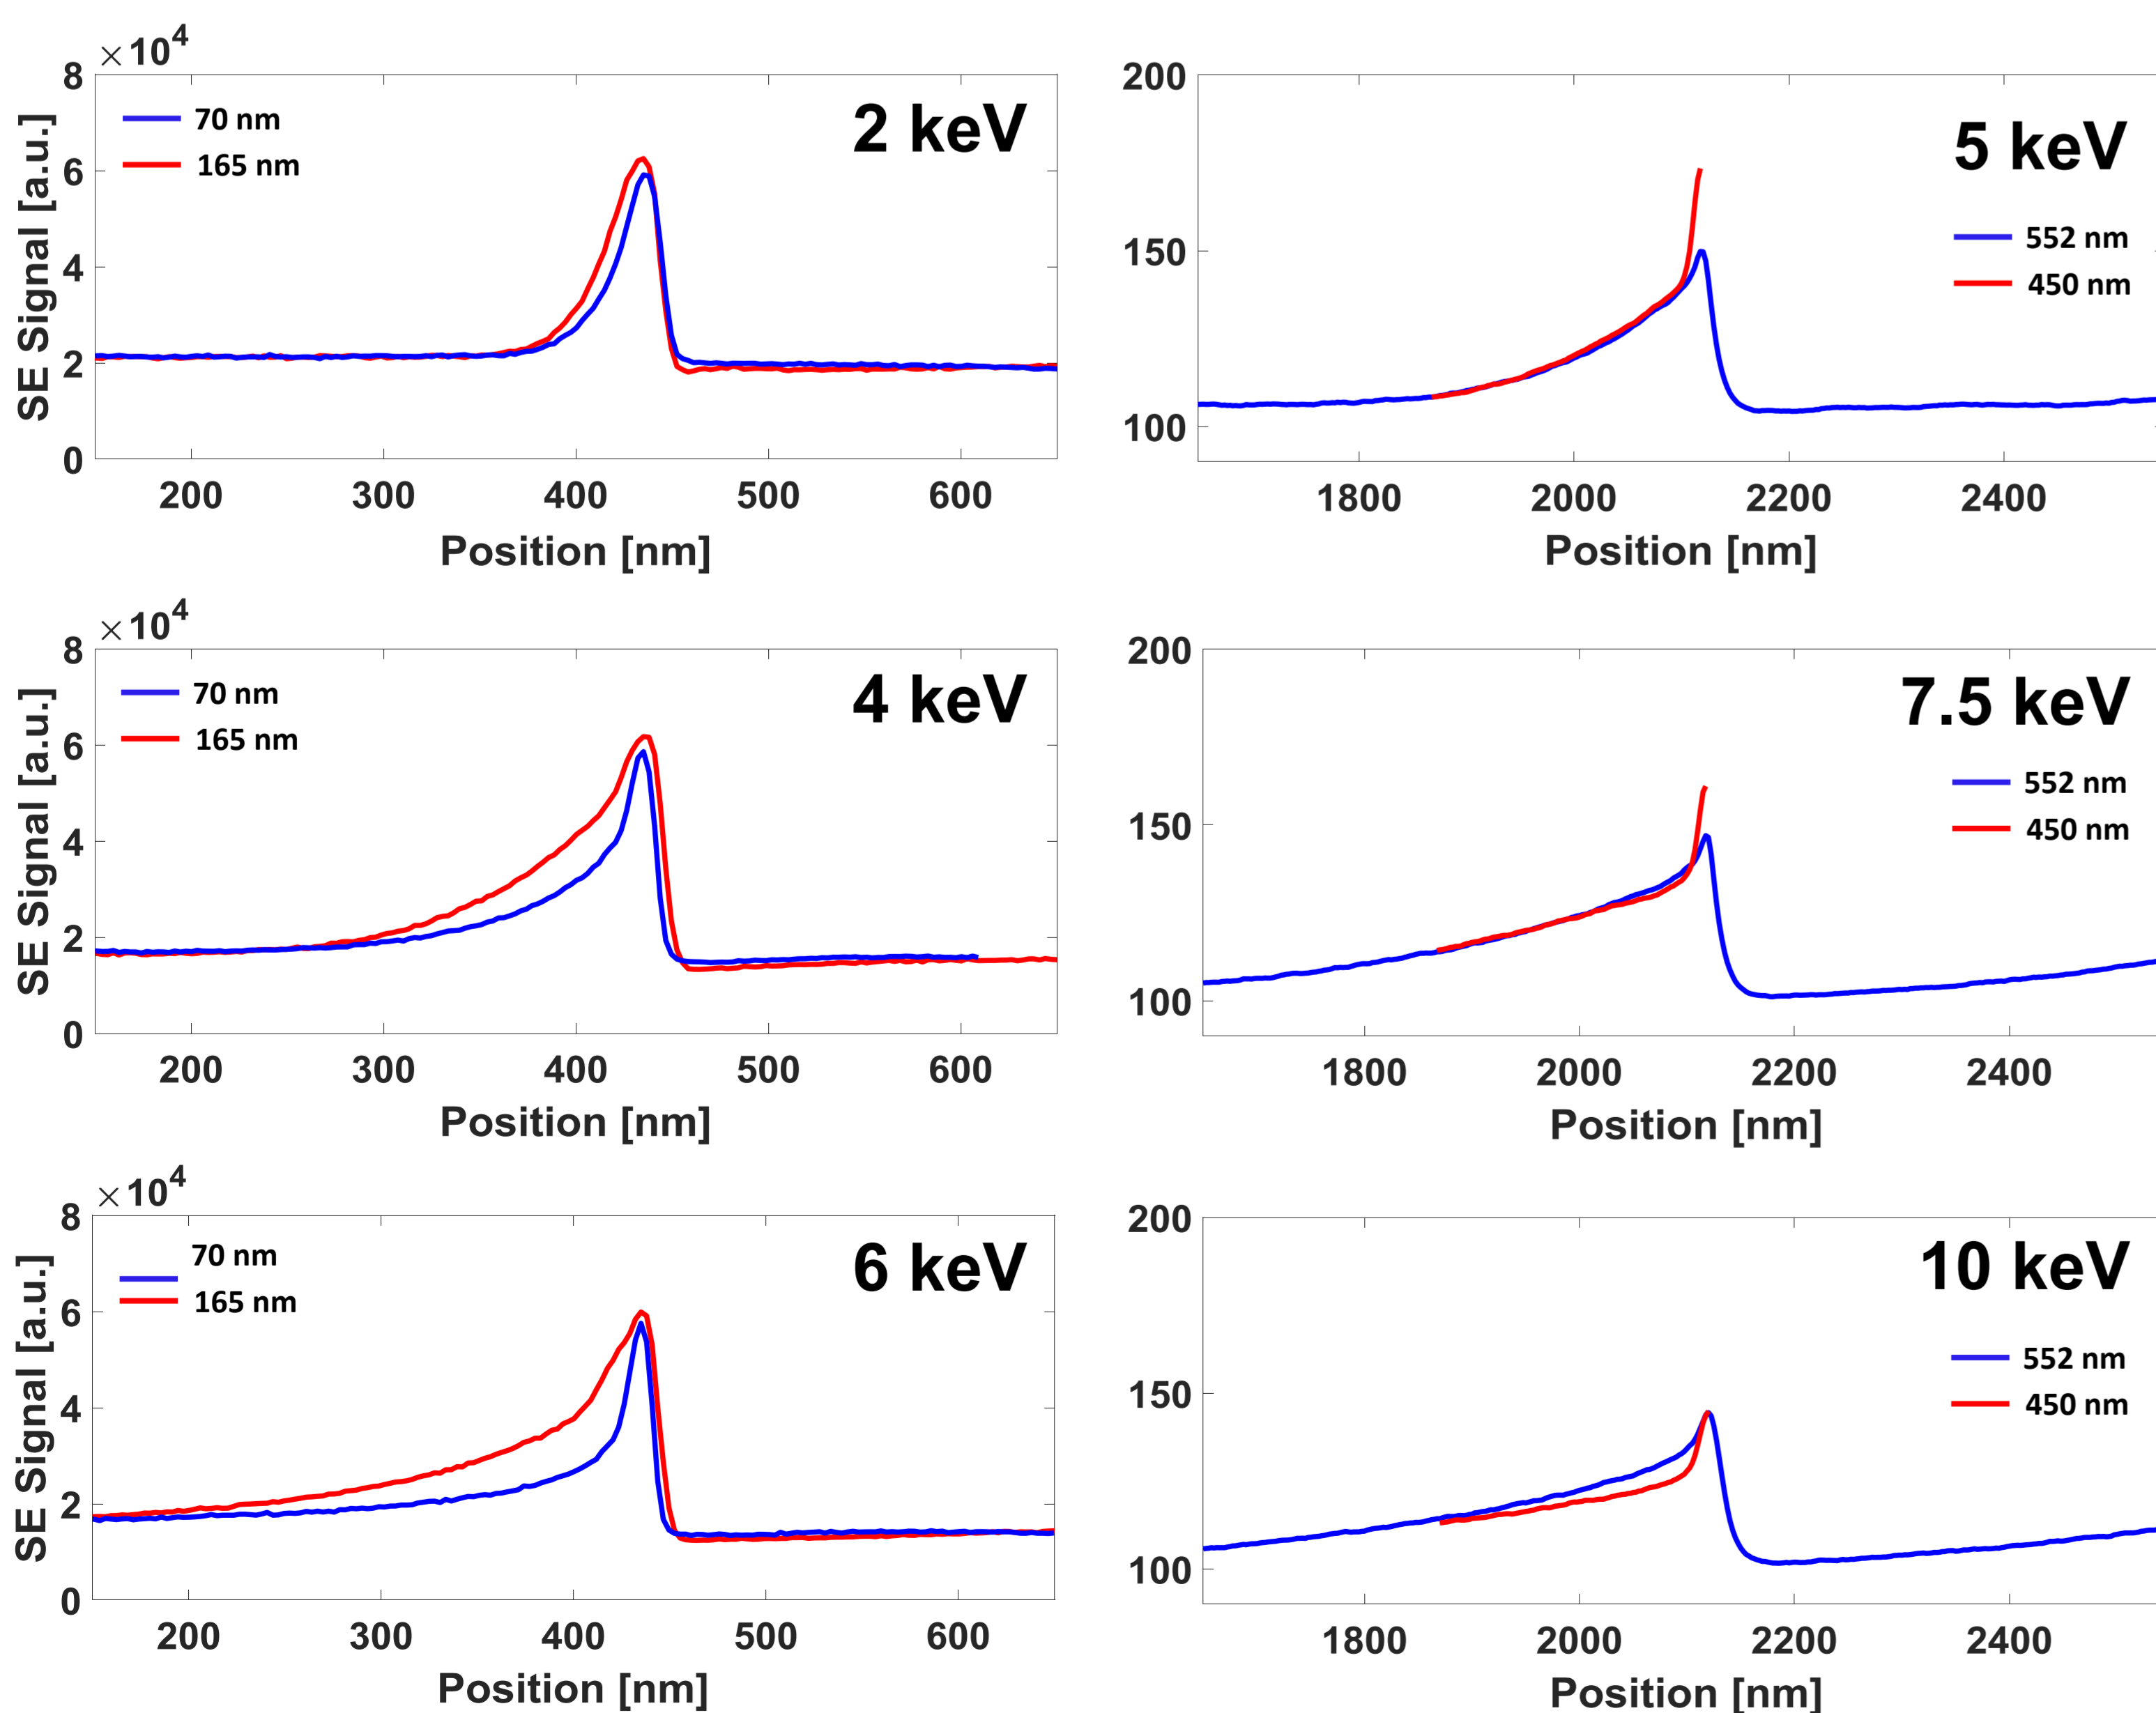 ×10^4
8
6
4
2
0
SE Signal [a.u.]
70 nm
165 nm
2 keV
200 300 400 500 600
Position [nm]
200
150
100
5 keV
552 nm
450 nm
1800 2000 2200 2400
Position [nm]
×10^4
8
6
4
2
0
SE Signal [a.u.]
70 nm
165 nm
4 keV
200 300 400 500 600
Position [nm]
200
150
100
7.5 keV
552 nm
450 nm
1800 2000 2200 2400
Position [nm]
×10^4
8
6
4
2
0
SE Signal [a.u.]
70 nm
165 nm
6 keV
200 300 400 500 600
Position [nm]
200
150
100
10 keV
552 nm
450 nm
1800 2000 2200 2400
Position [nm]